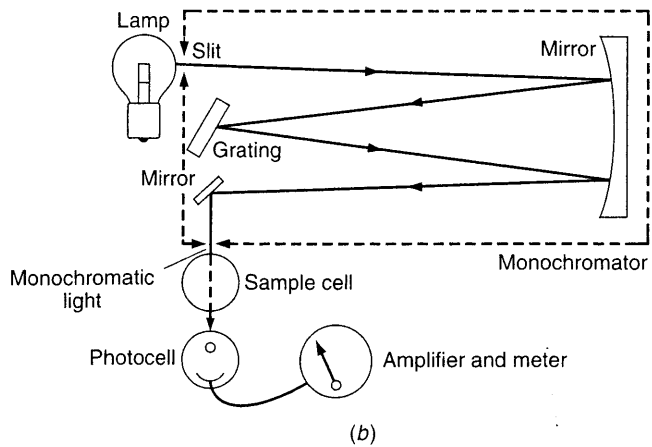 Lamp
Slit
Mirror
Grating
Mirror
Monochromator
Monochromatic
light
Sample cell
Photocell
Amplifier and meter
(b)